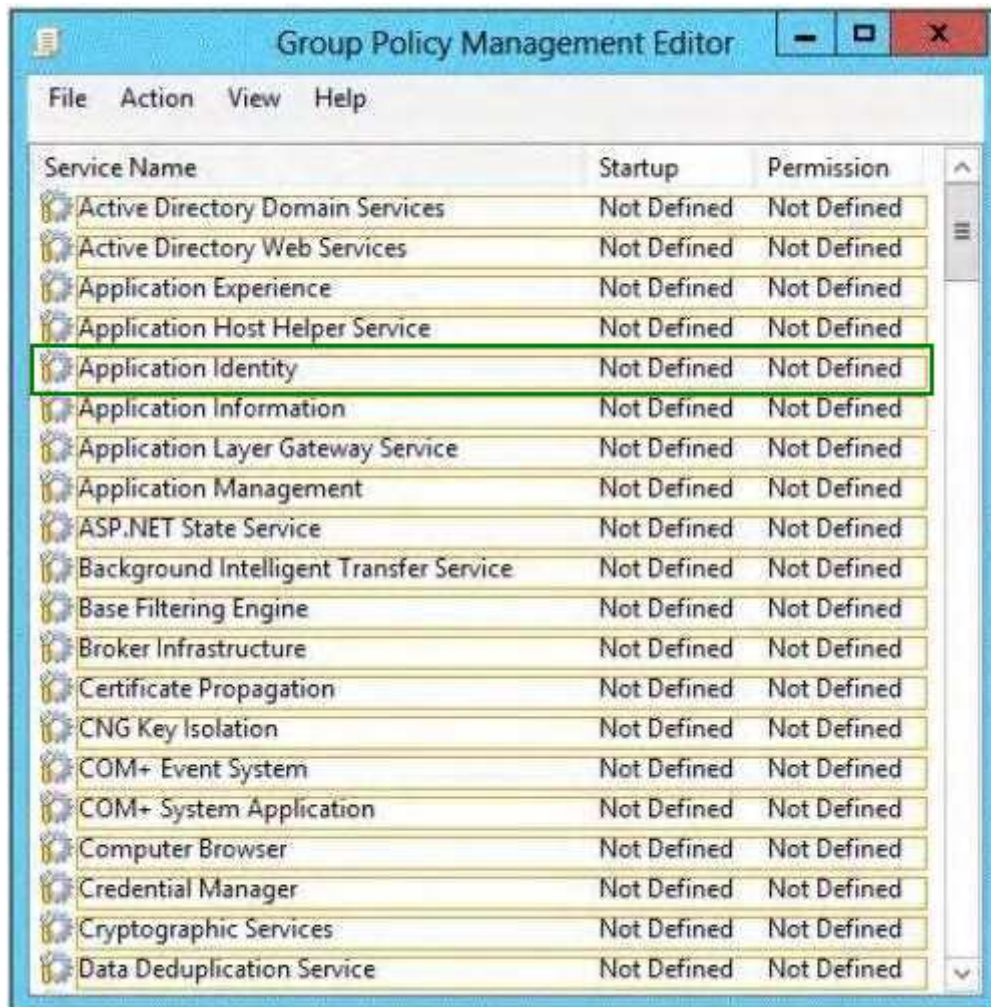 Group Policy Management Editor
File Action View Help
Service Name Startup Permission
Active Directory Domain Services Not Defined Not Defined
Active Directory Web Services Not Defined Not Defined
Application Experience Not Defined Not Defined
Application Host Helper Service Not Defined Not Defined
Application Identity Not Defined Not Defined
Application Information Not Defined Not Defined
Application Layer Gateway Service Not Defined Not Defined
Application Management Not Defined Not Defined
ASP.NET State Service Not Defined Not Defined
Background Intelligent Transfer Service Not Defined Not Defined
Base Filtering Engine Not Defined Not Defined
Broker Infrastructure Not Defined Not Defined
Certificate Propagation Not Defined Not Defined
CNG Key Isolation Not Defined Not Defined
COM+ Event System Not Defined Not Defined
COM+ System Application Not Defined Not Defined
Computer Browser Not Defined Not Defined
Credential Manager Not Defined Not Defined
Cryptographic Services Not Defined Not Defined
Data Deduplication Service Not Defined Not Defined